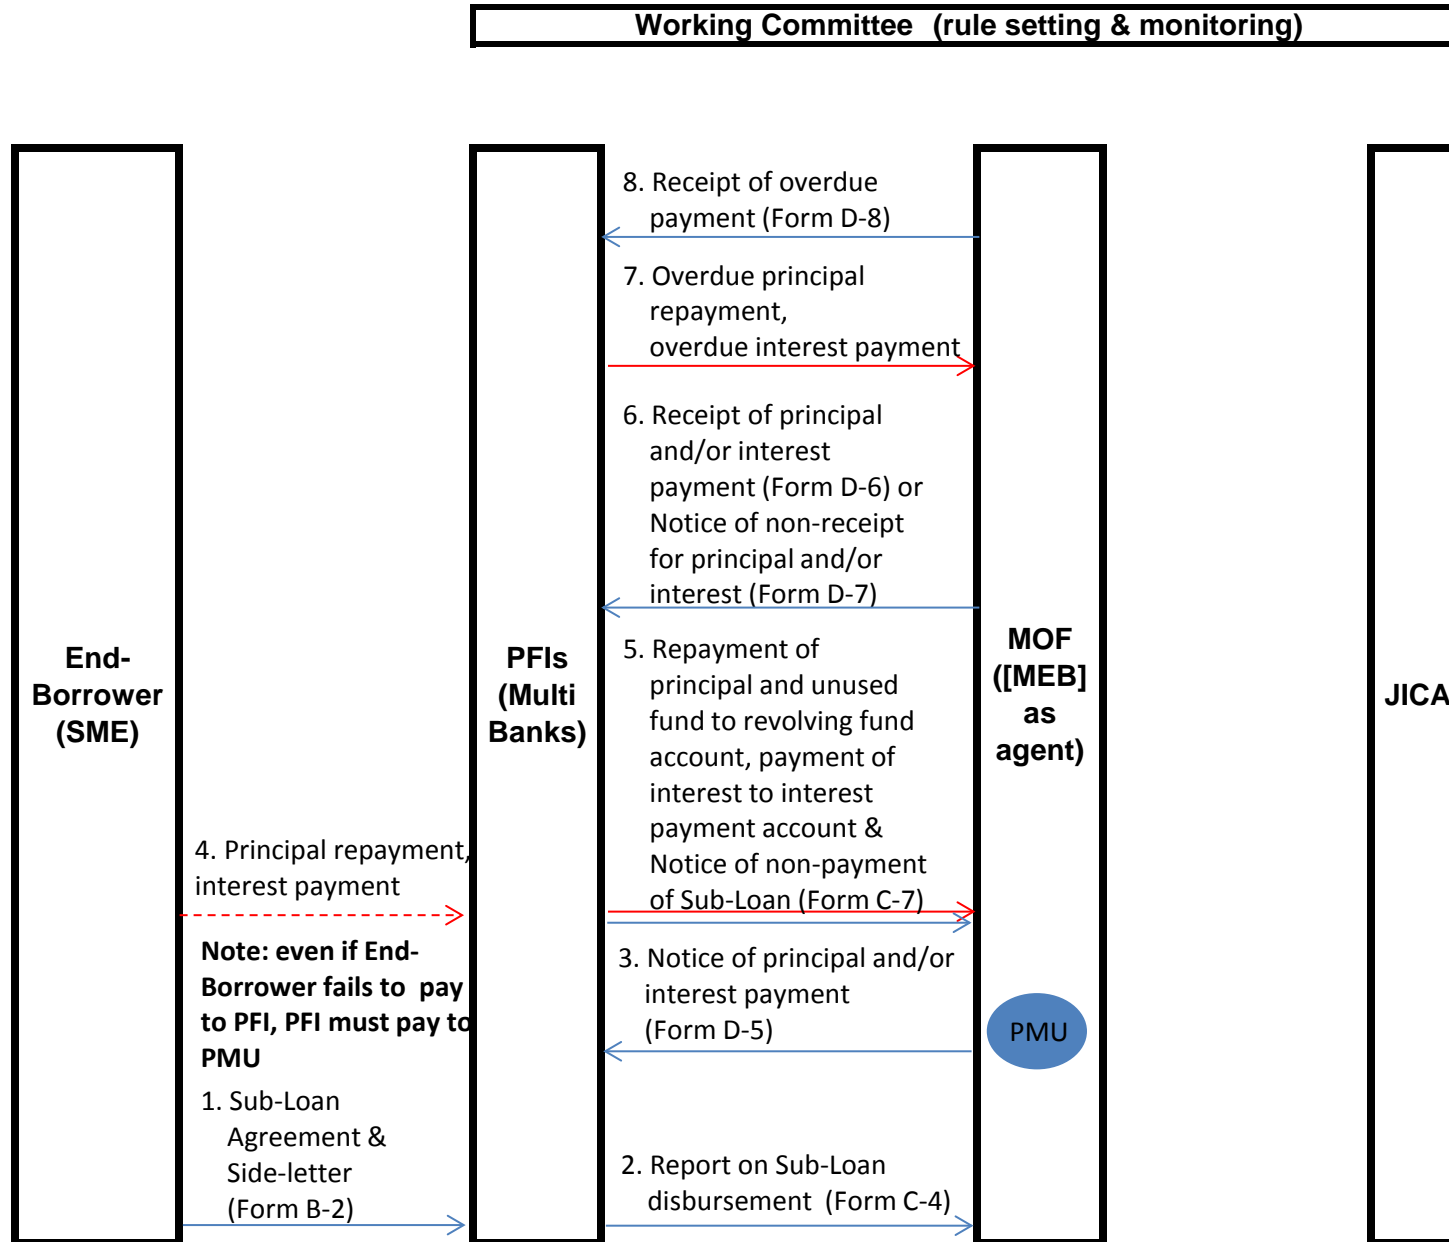 Working Committee (rule setting & monitoring)
8. Receipt of overdue
payment (Form D-8)
7. Overdue principal
repayment,
overdue interest payment
6. Receipt of principal
and/or interest
payment (Form D-6) or
Notice of non-receipt
for principal and/or
interest (Form D-7)
End-
Borrower
(SME)
PFIs
(Multi
Banks)
5. Repayment of
principal and unused
fund to revolving fund
account, payment of
interest to interest
payment account &
Notice of non-payment
of Sub-Loan (Form C-7)
MOF
([MEB]
as
agent)
JICA
4. Principal repayment,
interest payment
Note: even if End-
Borrower fails to pay
to PFI, PFI must pay to
PMU
3. Notice of principal and/or
interest payment
(Form D-5)
PMU
1. Sub-Loan
Agreement &
Side-letter
(Form B-2)
2. Report on Sub-Loan
disbursement (Form C-4)